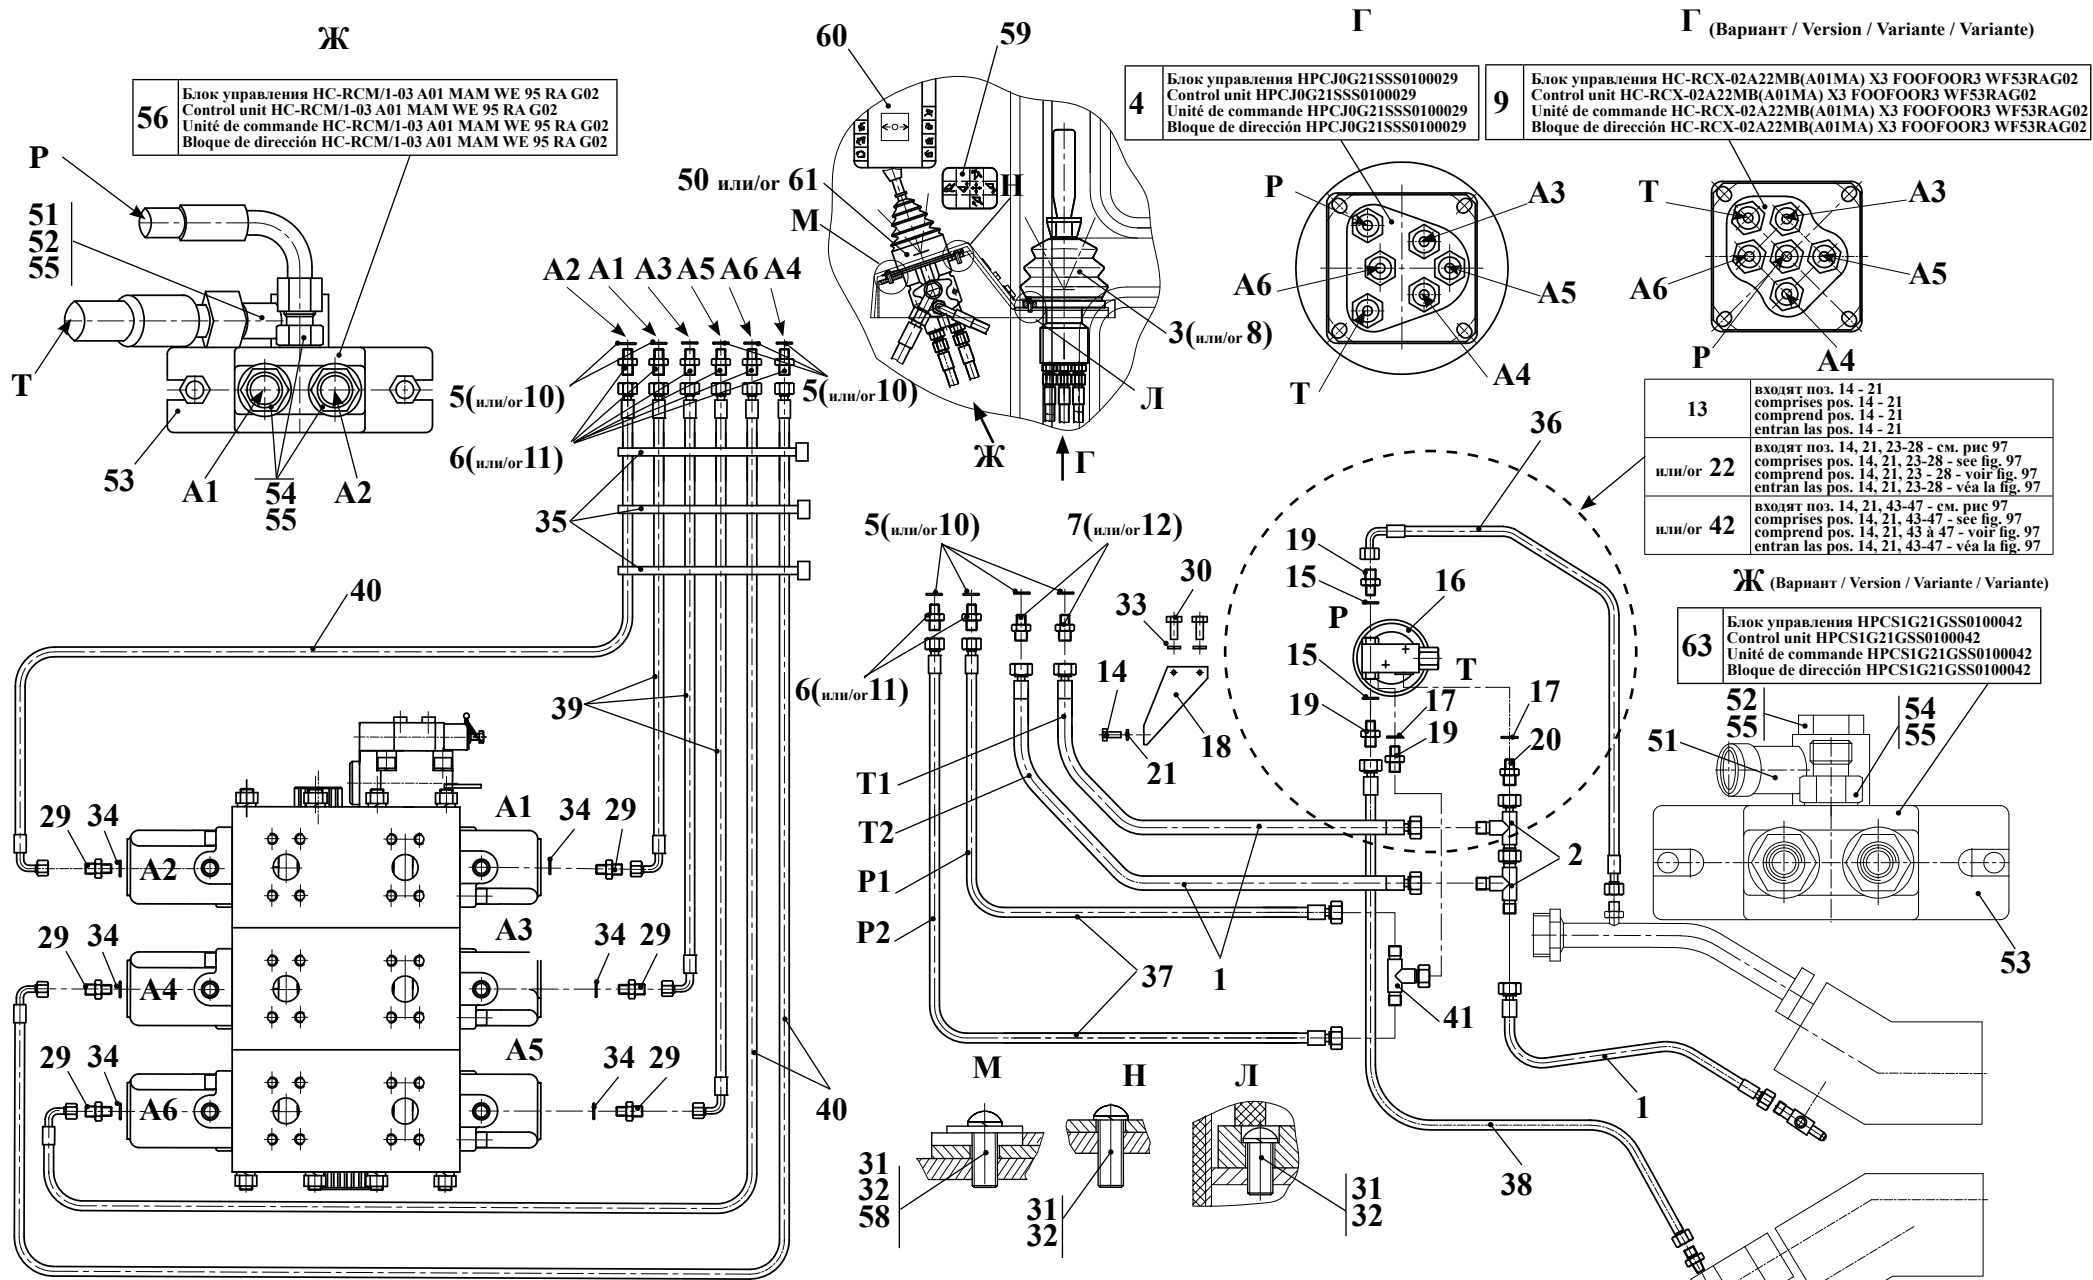 Ж
56
Блок управления HC-RCM/1-03 A01 MAM WE 95 RA G02
Control unit HC-RCM/1-03 A01 MAM WE 95 RA G02
Unité de commande HC-RCM/1-03 A01 MAM WE 95 RA G02
Bloque de dirección HC-RCM/1-03 A01 MAM WE 95 RA G02
P
51
52
55
T
53
A1
54
55
A2
A2 A1 A3 A5 A6 A4
5(или/or10)
5(или/or10)
6(или/or11)
35
40
39
60
59
50 или/or 61
H
M
3(или/or 8)
Л
Ж
Г
Г
4
Блок управления HPCJ0G21SSS0100029
Control unit HPCJ0G21SSS0100029
Unité de commande HPCJ0G21SSS0100029
Bloque de dirección HPCJ0G21SSS0100029
P
A3
A6
A5
T
A4
Г (Вариант / Version / Variante / Variante)
9
Блок управления HC-RCX-02A22MB(A01MA) X3 FOOFOOR3 WF53RAG02
Control unit HC-RCX-02A22MB(A01MA) X3 FOOFOOR3 WF53RAG02
Unité de commande HC-RCX-02A22MB(A01MA) X3 FOOFOOR3 WF53RAG02
Bloque de dirección HC-RCX-02A22MB(A01MA) X3 FOOFOOR3 WF53RAG02
T
A3
A6
A5
P
A4
13
входят поз. 14 - 21
comprises pos. 14 - 21
comprend pos. 14 - 21
entran las pos. 14 - 21
или/or 22
входят поз. 14, 21, 23-28 - см. рис 97
comprises pos. 14, 21, 23-28 - see fig. 97
comprend pos. 14, 21, 23 - 28 - voir fig. 97
entran las pos. 14, 21, 23-28 - véa la fig. 97
или/or 42
входят поз. 14, 21, 43-47 - см. рис 97
comprises pos. 14, 21, 43-47 - see fig. 97
comprend pos. 14, 21, 43 à 47 - voir fig. 97
entran las pos. 14, 21, 43-47 - véa la fig. 97
Ж (Вариант / Version / Variante / Variante)
63
Блок управления HPCS1G21GSS0100042
Control unit HPCS1G21GSS0100042
Unité de commande HPCS1G21GSS0100042
Bloque de dirección HPCS1G21GSS0100042
52
55
54
55
51
53
36
5(или/or10)
7(или/or12)
6(или/or11)
30
33
14
18
21
19
15
16
P
T
15
19
17
19
17
20
2
T1
T2
P1
P2
37
1
41
1
38
29 34 A2
A1 34 29
29 34 A4
A3 34 29
29 34 A6
A5 34 29
40
M
31
32
58
H
31
32
Л
31
32